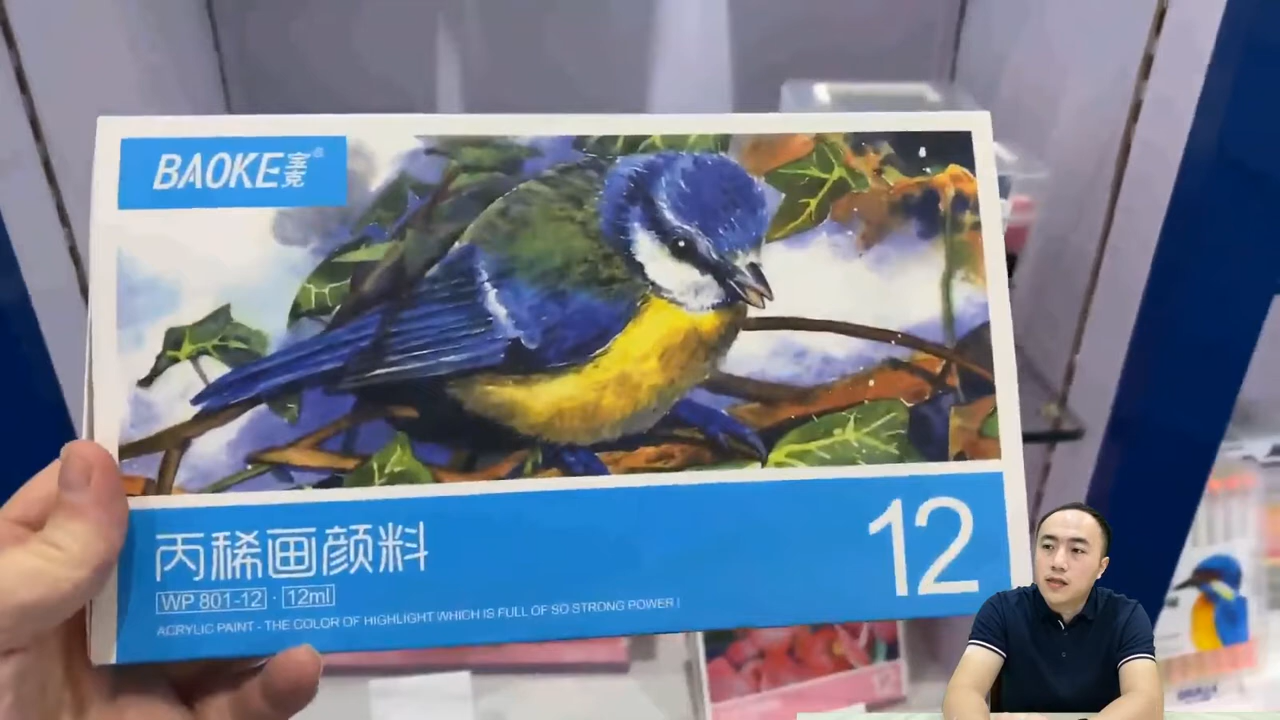 BAOKE宝克®
丙稀画颜料
12
WP 801-12 · 12ml
ACRYLIC PAINT - THE COLOR OF HIGHLIGHT WHICH IS FULL OF SO STRONG POWER !
12